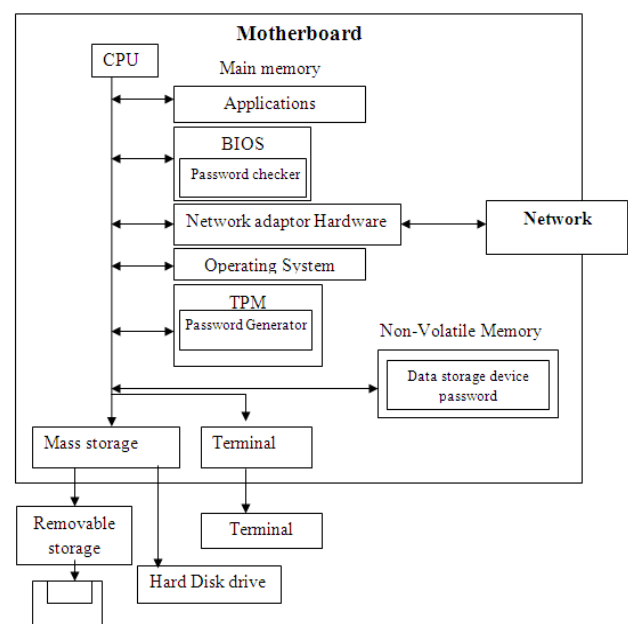 Motherboard
CPU
Main memory
Applications
BIOS
Password checker
Network adaptor Hardware
Network
Operating System
TPM
Password Generator
Non-Volatile Memory
Data storage device
password
Mass storage
Terminal
Removable
storage
Terminal
Hard Disk drive